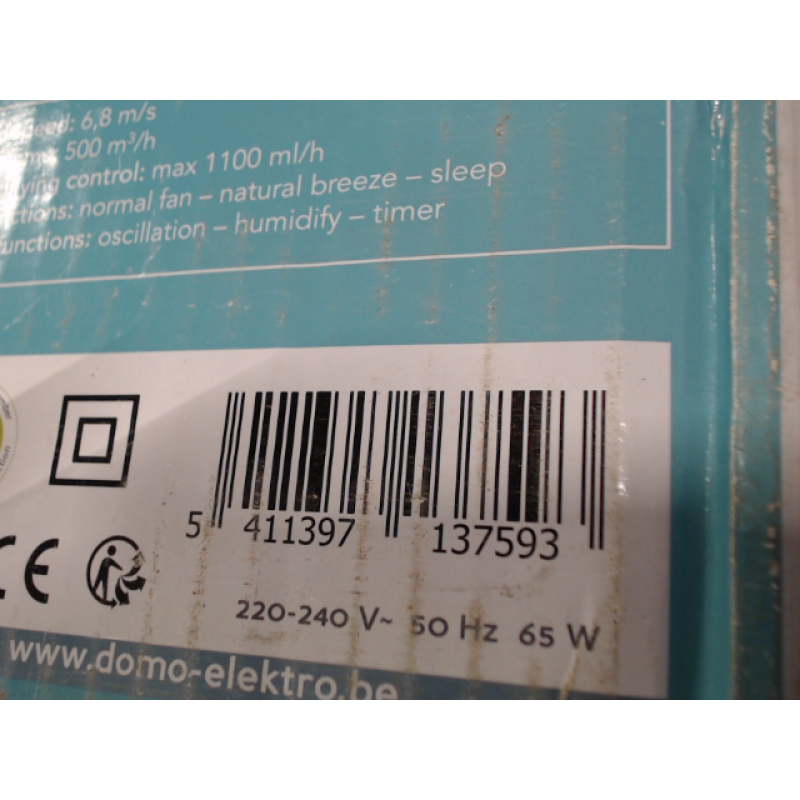 speed: 6,8 m/s
500 m³/h
control: max 1100 ml/h
normal fan – natural breeze – sleep
functions: oscillation – humidify – timer
5 411397 137593
CE
220-240 V~ 50 Hz 65 W
www.domo-elektro.be